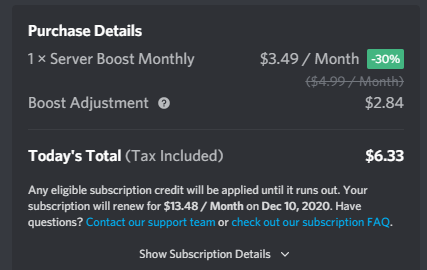 Purchase Details
1 × Server Boost Monthly $3.49 / Month -30%
($4.99 / Month)
Boost Adjustment ? $2.84
Today's Total (Tax Included) $6.33
Any eligible subscription credit will be applied until it runs out. Your
subscription will renew for $13.48 / Month on Dec 10, 2020. Have
questions? Contact our support team or check out our subscription FAQ.
Show Subscription Details